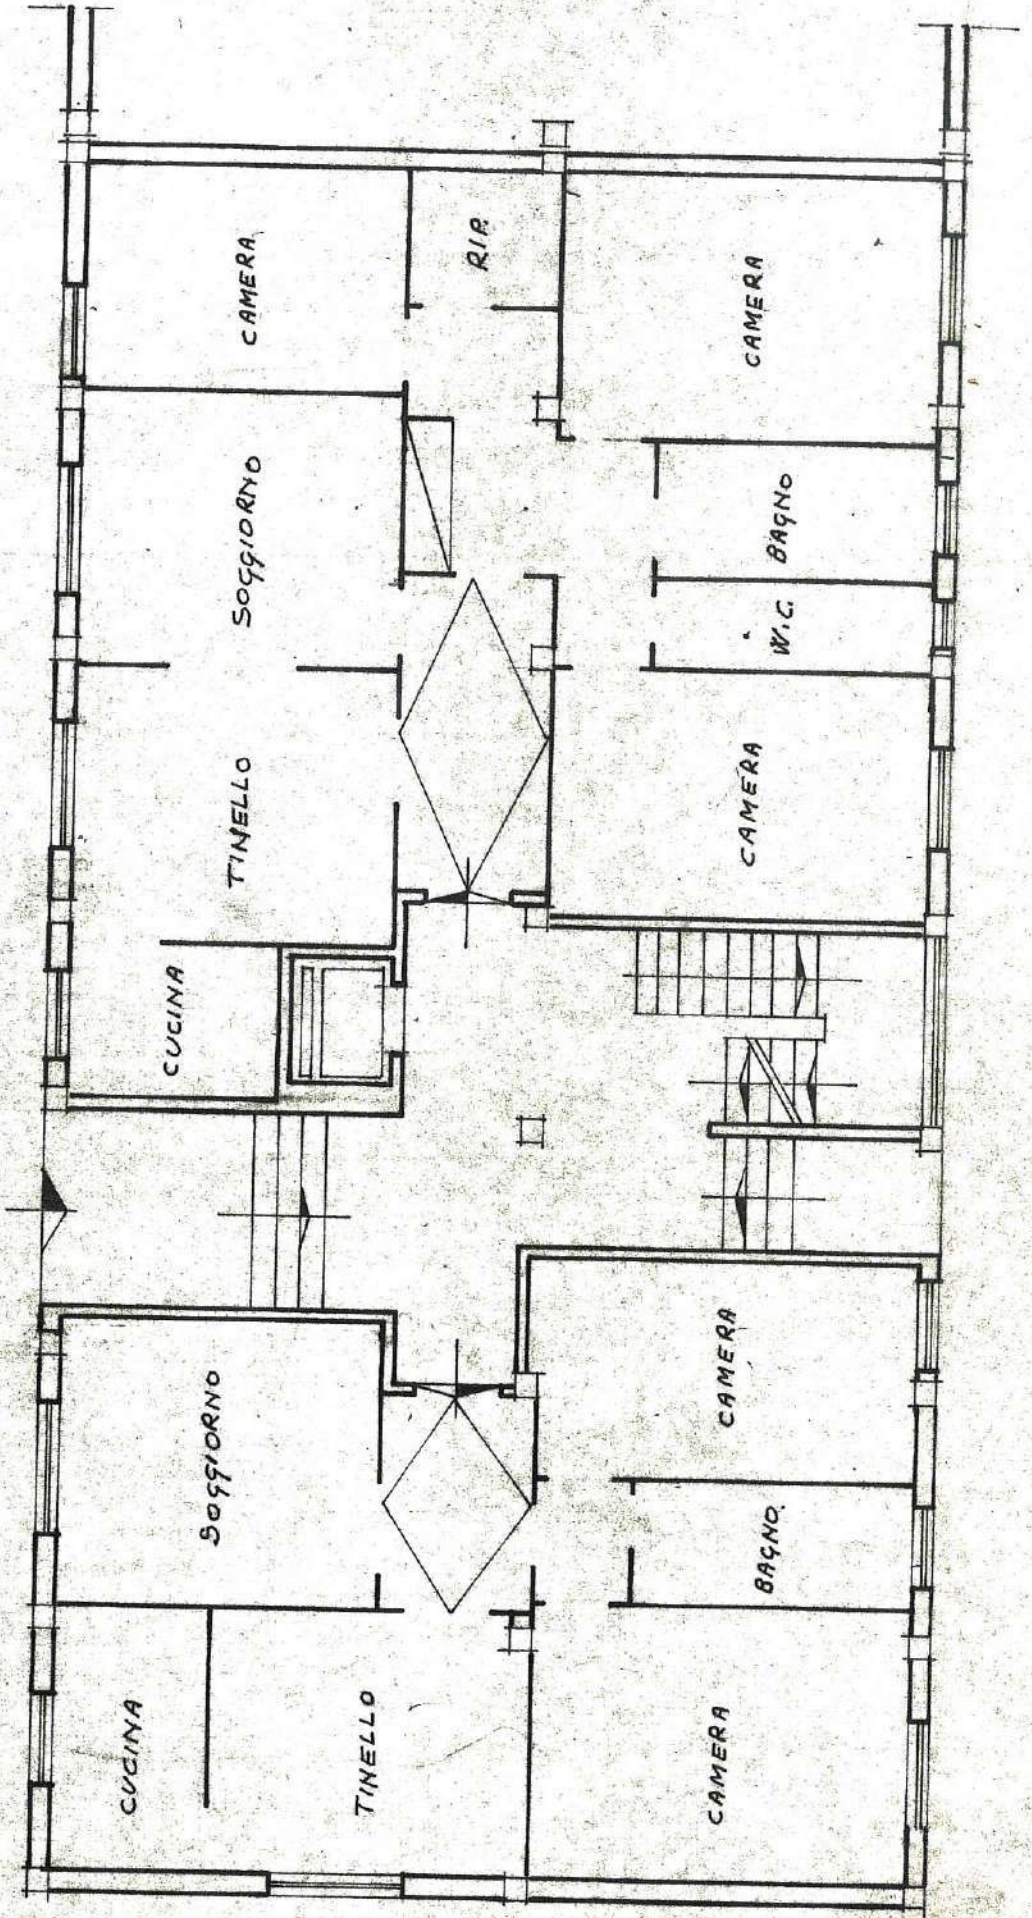 CAMERA
RIP.
CAMERA
SOGGIORNO
BAGNO
W.C.
TINELLO
CAMERA
CUCINA
SOGGIORNO
CAMERA
BAGNO.
CUCINA
TINELLO
CAMERA